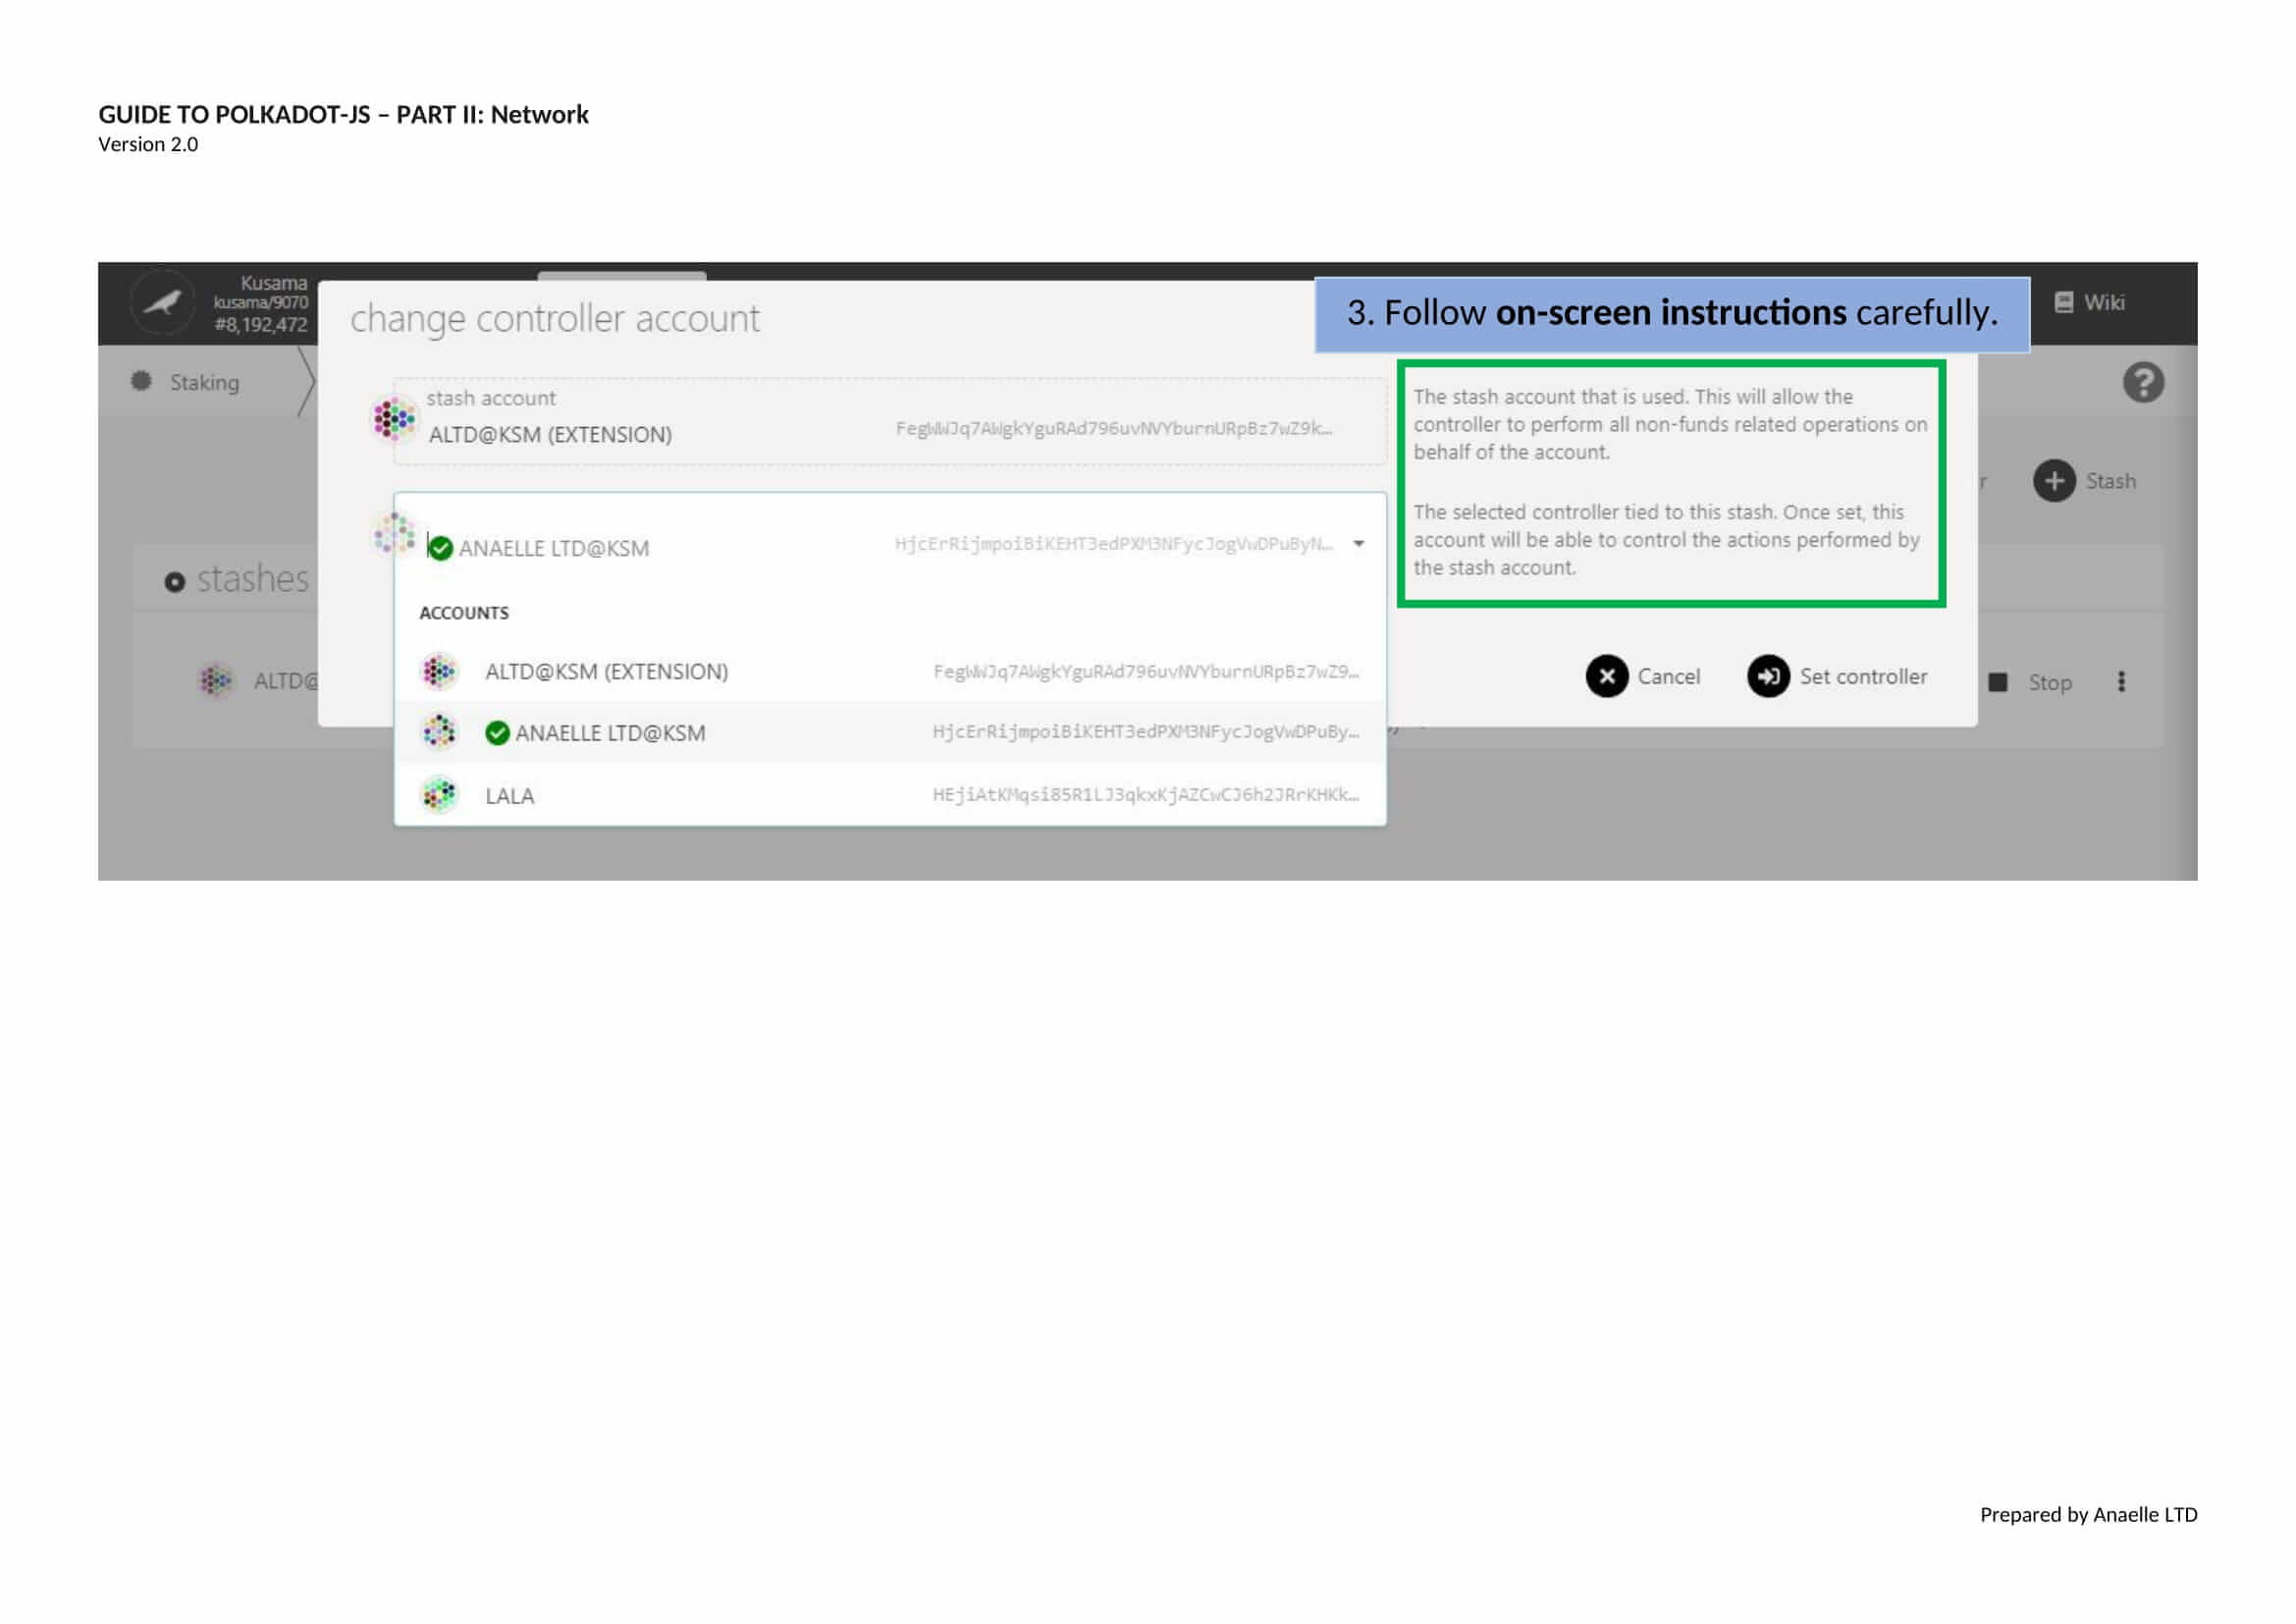 GUIDE TO POLKADOT-JS – PART II: Network
Version 2.0
Kusama
kusama/9070
#8,192,472
change controller account
3. Follow on-screen instructions carefully.
Wiki
Staking
stash account
ALTD@KSM (EXTENSION)
FegWWJq7AWgkYguRAd796uvNVYburnURpBz7wZ9k…
The stash account that is used. This will allow the
controller to perform all non-funds related operations on
behalf of the account.
Stash
ANAELLE LTD@KSM
HjcErRijmpoiBiKEHT3edPXM3NFycJogVwDPuByN…
The selected controller tied to this stash. Once set, this
account will be able to control the actions performed by
the stash account.
stashes
ACCOUNTS
ALTD@
ALTD@KSM (EXTENSION)
FegWWJq7AWgkYguRAd796uvNVYburnURpBz7wZ9…
Cancel
Set controller
Stop
ANAELLE LTD@KSM
HjcErRijmpoiBiKEHT3edPXM3NFycJogVwDPuBy…
LALA
HEjiAtKMqsi85R1LJ3qkxKjAZCwCJ6h2JRrKHKk…
Prepared by Anaelle LTD